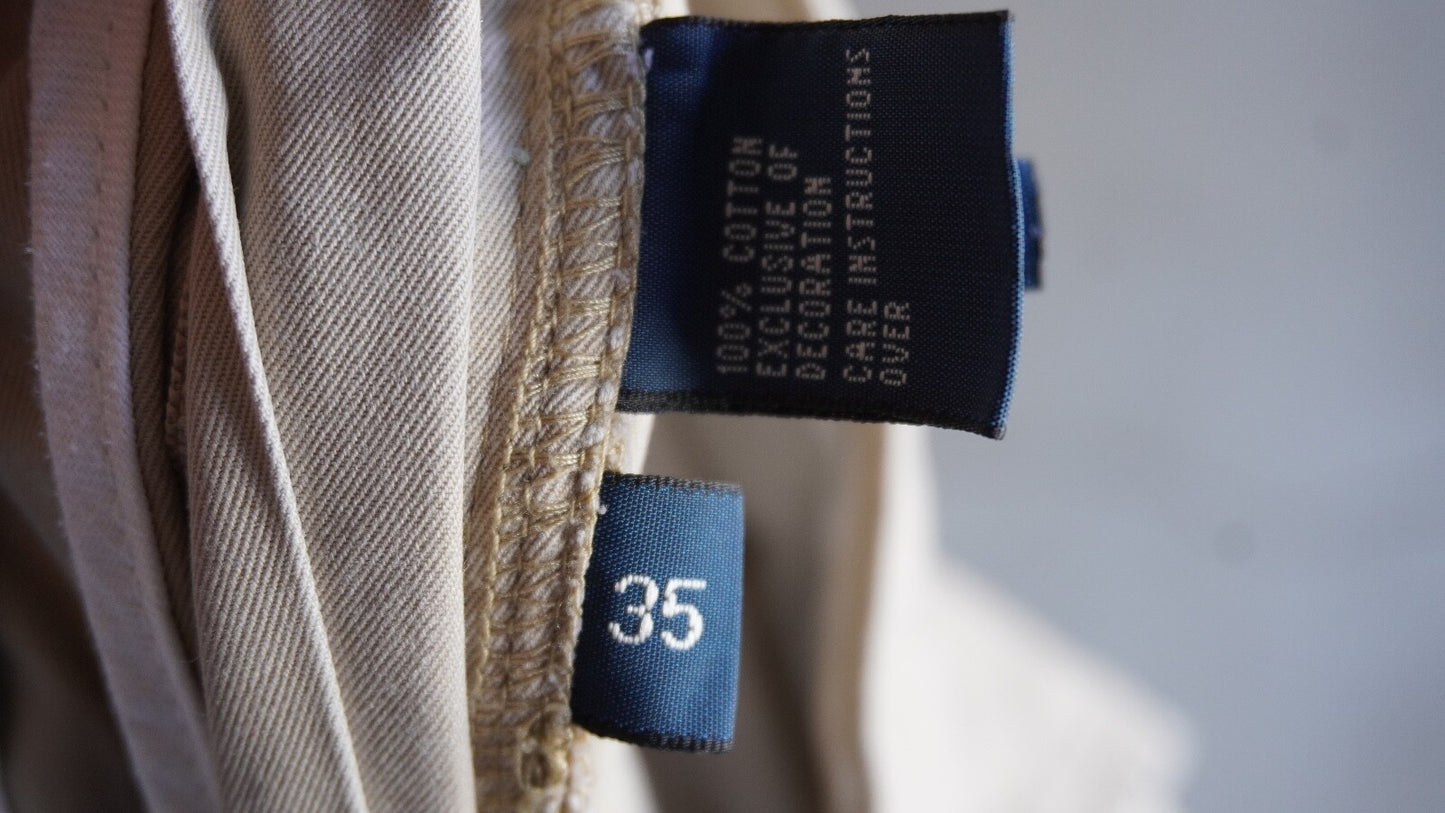 100% COTTON
EXCLUSIVE OF
DECORATION
CARE INSTRUCTIONS
OVER
35